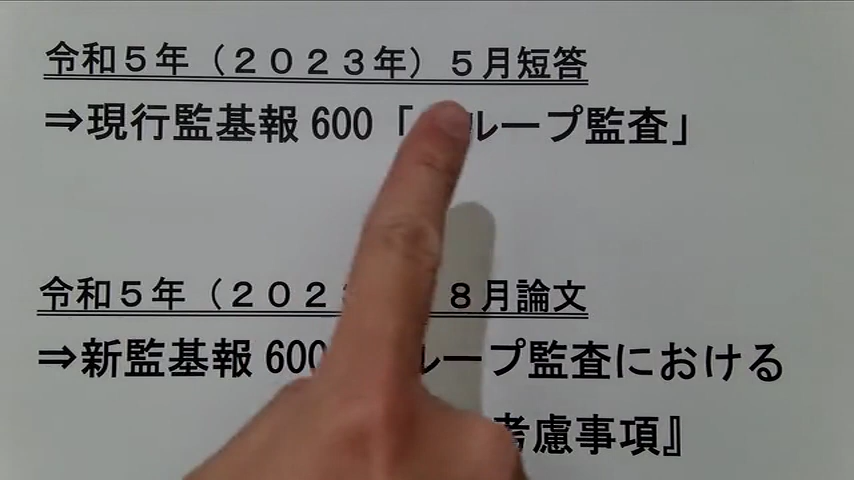 令和５年（２０２３年）５月短答
⇒現行監基報 600「ループ監査」
令和５年（２０２ ８月論文
⇒新監基報 600 ループ監査における
考慮事項』